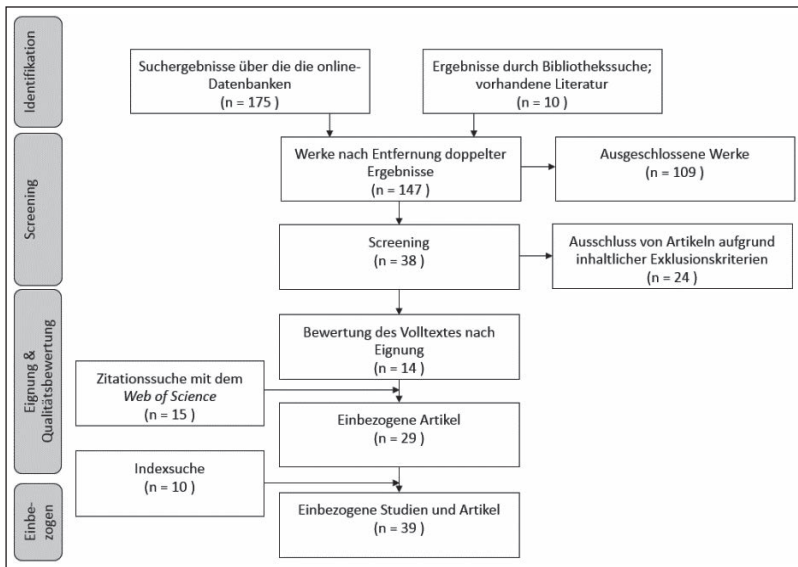 Identifikation
Suchergebnisse über die die online-
Datenbanken
(n = 175 )
Ergebnisse durch Bibliothekssuche;
vorhandene Literatur
(n = 10 )
Screening
Werke nach Entfernung doppelter
Ergebnisse
(n = 147 )
Ausgeschlossene Werke
(n = 109 )
Screening
(n = 38 )
Ausschluss von Artikeln aufgrund
inhaltlicher Exklusionskriterien
(n = 24 )
Eignung &
Qualitätsbewertung
Bewertung des Volltextes nach
Eignung
(n = 14 )
Zitationssuche mit dem
Web of Science
(n = 15 )
Einbezogene Artikel
(n = 29 )
Indexsuche
(n = 10 )
Einbe-
zogen
Einbezogene Studien und Artikel
(n = 39 )